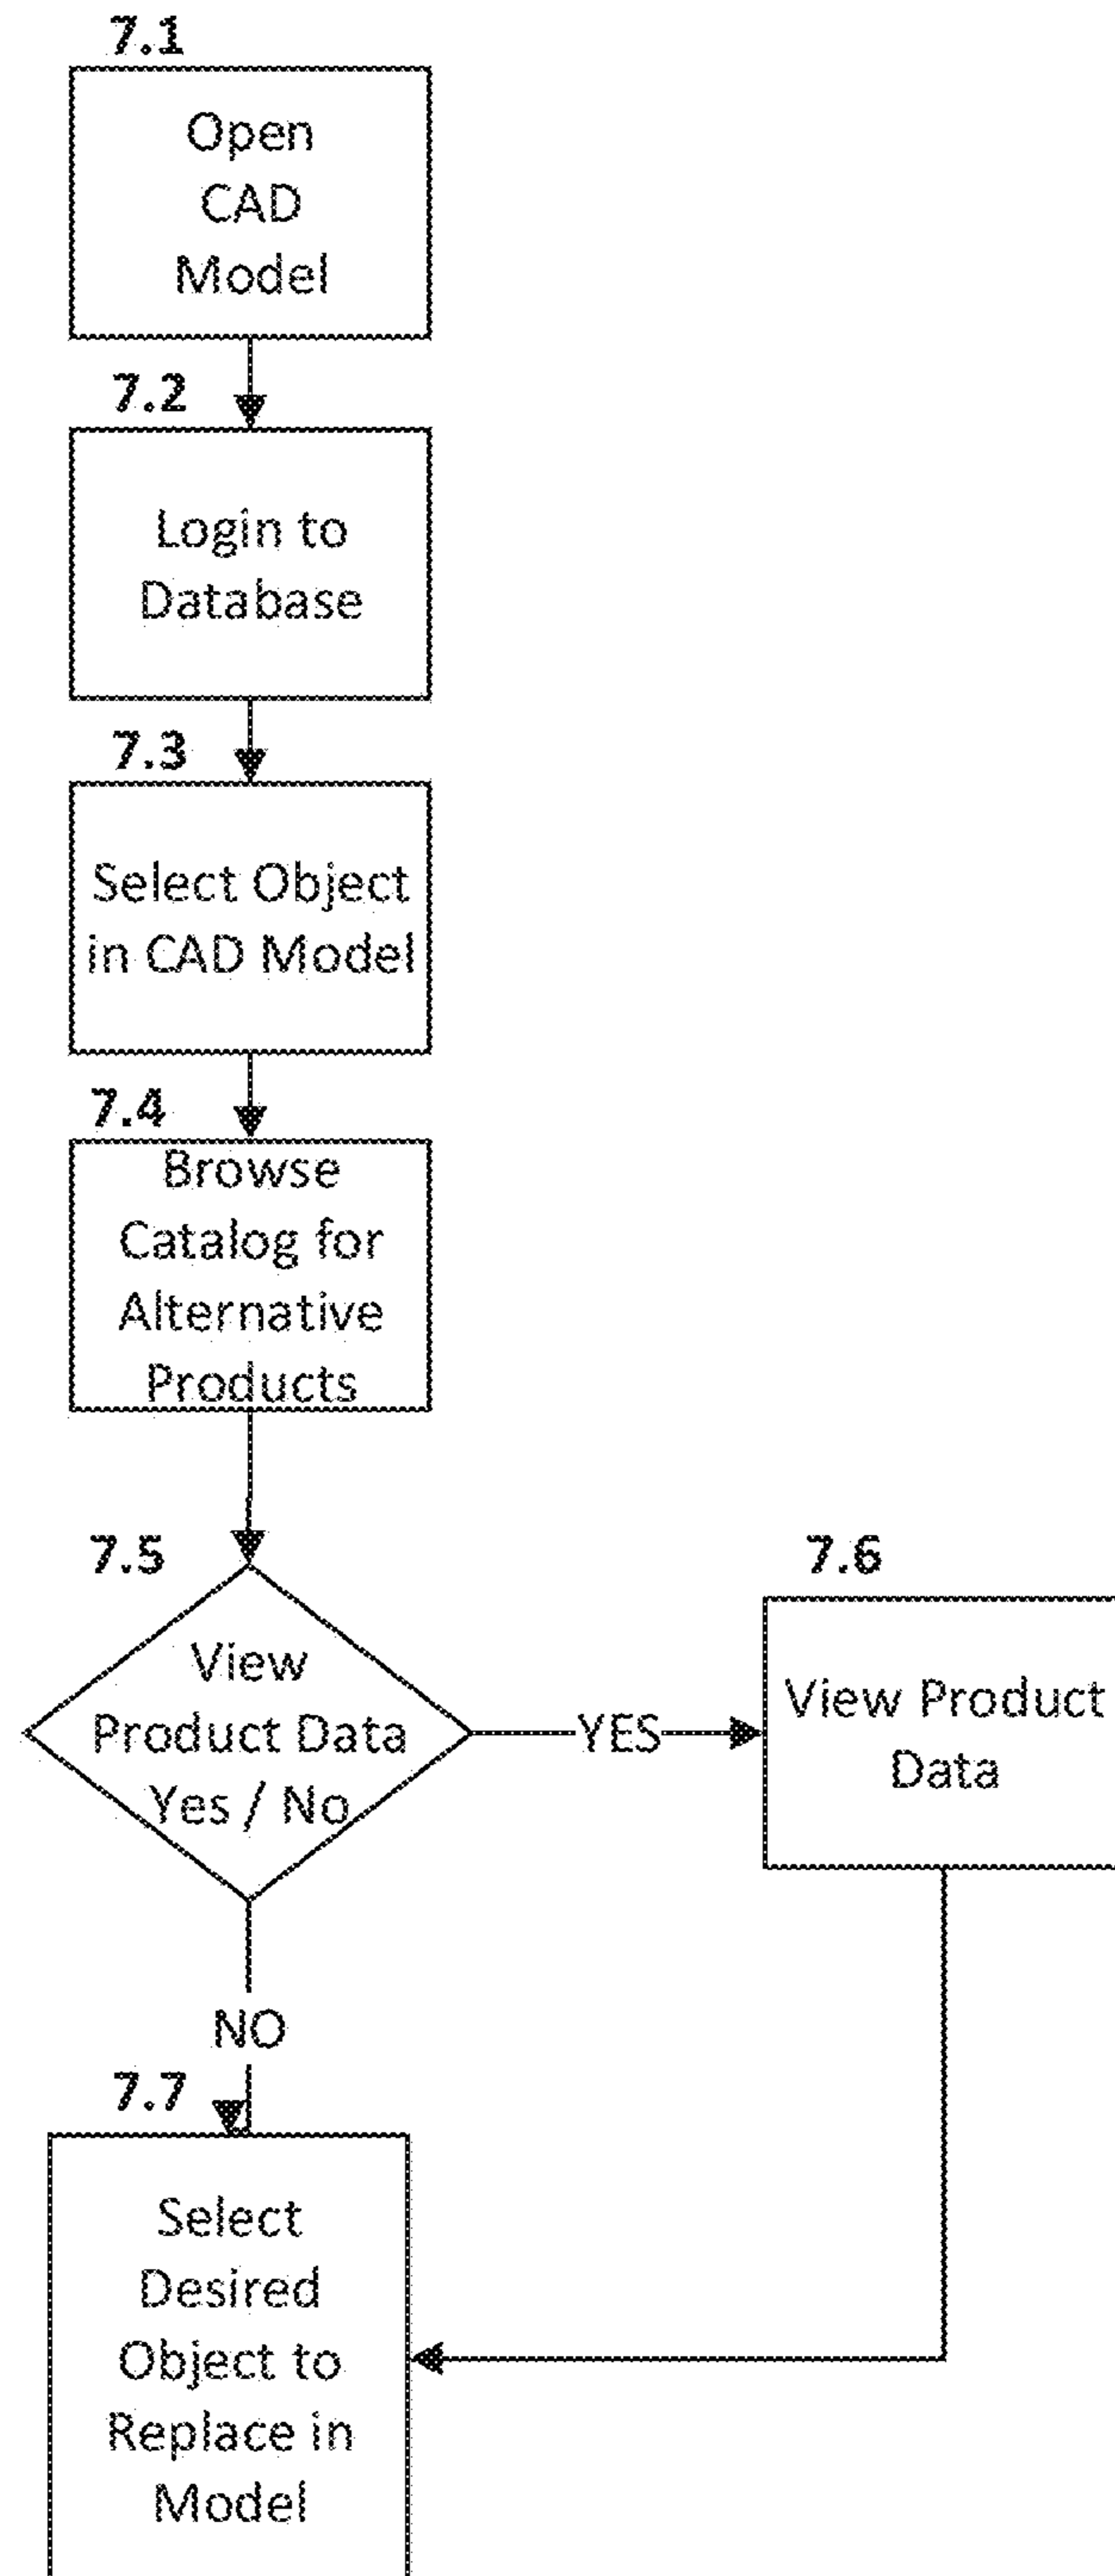 7.1
Open
CAD
Model
7.2
Login to
Database
7.3
Select Object
in CAD Model
7.4
Browse
Catalog for
Alternative
Products
7.5
View
Product Data
Yes / No
YES
7.6
View Product
Data
NO
7.7
Select
Desired
Object to
Replace in
Model